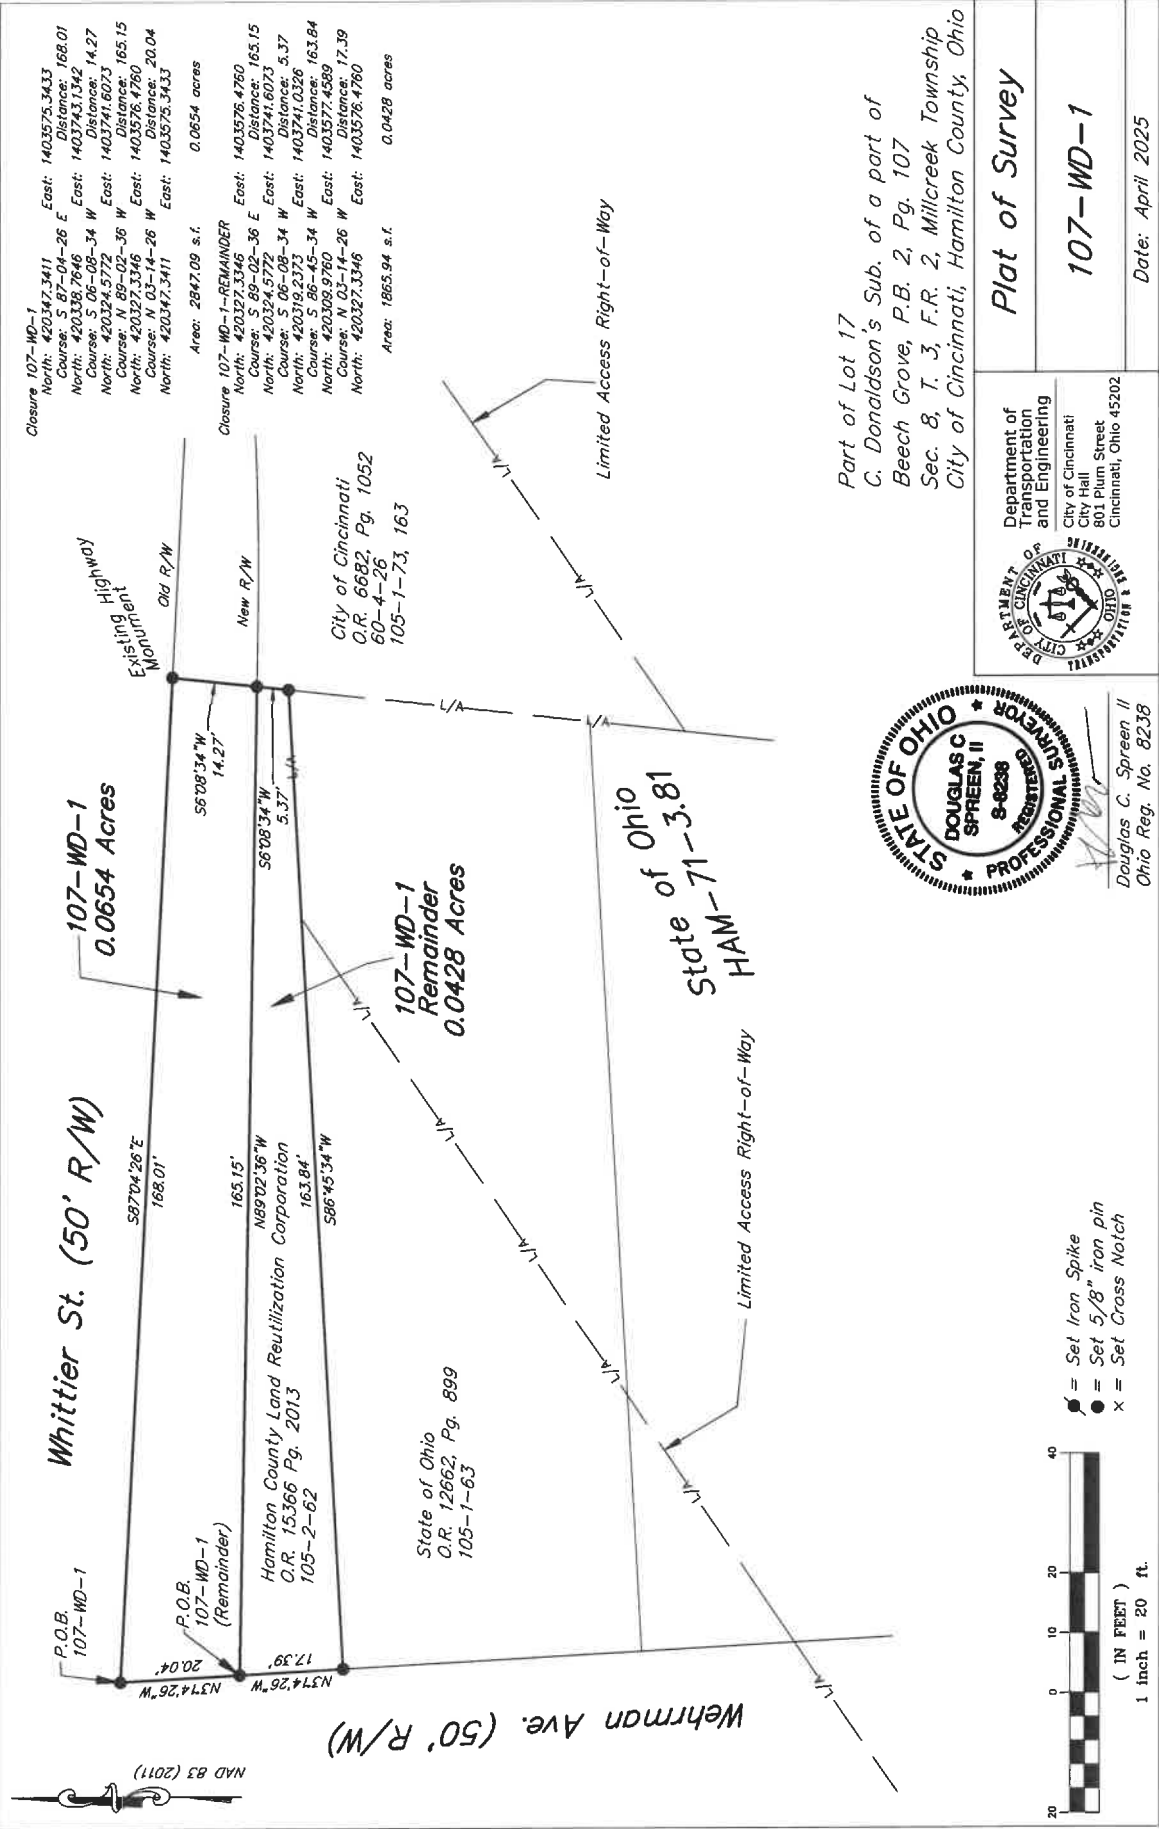 NAD 83 (2011)
Whittier St. (50' R/W)
Wehrman Ave. (50' R/W)
P.O.B.
107-WD-1
S87°04'26"E
168.01'
107-WD-1
0.0654 Acres
Existing Highway
Monument
Old R/W
New R/W
S6°08'34"W
14.27'
S6°08'34"W
5.37'
N3°14'26"W
20.04'
N3°14'26"W
17.39'
P.O.B.
107-WD-1
(Remainder)
165.15'
N89°02'36"W
Hamilton County Land Reutilization Corporation
O.R. 15366 Pg. 2013
105-2-62
163.84'
S86°45'34"W
107-WD-1
Remainder
0.0428 Acres
City of Cincinnati
O.R. 6682, Pg. 1052
60-4-26
105-1-73, 163
State of Ohio
O.R. 12662, Pg. 899
105-1-63
State of Ohio
HAM-71-3.81
Limited Access Right-of-Way
Limited Access Right-of-Way
L/A
L/A
L/A
L/A
L/A
L/A
L/A
L/A
L/A
L/A
L/A
Closure 107-WD-1
North: 420347.3411 East: 1403575.3433
Course: S 87-04-26 E Distance: 168.01
North: 420338.7646 East: 1403743.1342
Course: S 06-08-34 W Distance: 14.27
North: 420324.5772 East: 1403741.6073
Course: N 89-02-36 W Distance: 165.15
North: 420327.3346 East: 1403576.4760
Course: N 03-14-26 W Distance: 20.04
North: 420347.3411 East: 1403575.3433
Area: 2847.09 s.f. 0.0654 acres
Closure 107-WD-1-REMAINDER
North: 420327.3346 East: 1403576.4760
Course: S 89-02-36 E Distance: 165.15
North: 420324.5772 East: 1403741.6073
Course: S 06-08-34 W Distance: 5.37
North: 420319.2373 East: 1403741.0326
Course: S 86-45-34 W Distance: 163.84
North: 420309.9760 East: 1403577.4589
Course: N 03-14-26 W Distance: 17.39
North: 420327.3346 East: 1403576.4760
Area: 1865.94 s.f. 0.0428 acres
Part of Lot 17
C. Donaldson's Sub. of a part of
Beech Grove, P.B. 2, Pg. 107
Sec. 8, T. 3, F.R. 2, Millcreek Township
City of Cincinnati, Hamilton County, Ohio
20 0 10 20 40
( IN FEET )
1 inch = 20 ft.
= Set Iron Spike
= Set 5/8" iron pin
x = Set Cross Notch
STATE OF OHIO
DOUGLAS C
SPREEN, II
S-8238
REGISTERED
PROFESSIONAL SURVEYOR
Douglas C. Spreen II
Ohio Reg. No. 8238
DEPARTMENT OF
TRANSPORTATION & ENGINEERING
CITY OF CINCINNATI
OHIO
Department of
Transportation
and Engineering
City of Cincinnati
City Hall
801 Plum Street
Cincinnati, Ohio 45202
Plat of Survey
107-WD-1
Date: April 2025